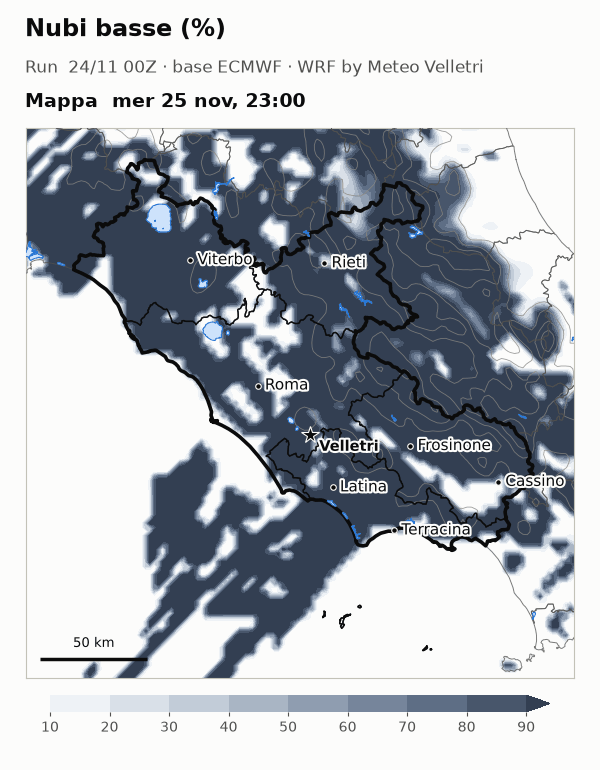 Nubi basse (%)
Run  24/11 00Z · base ECMWF · WRF by Meteo Velletri
Mappa  mer 25 nov, 23:00
Viterbo
Rieti
Roma
Velletri
Frosinone
Cassino
Latina
Terracina
50 km
10 20 30 40 50 60 70 80 90